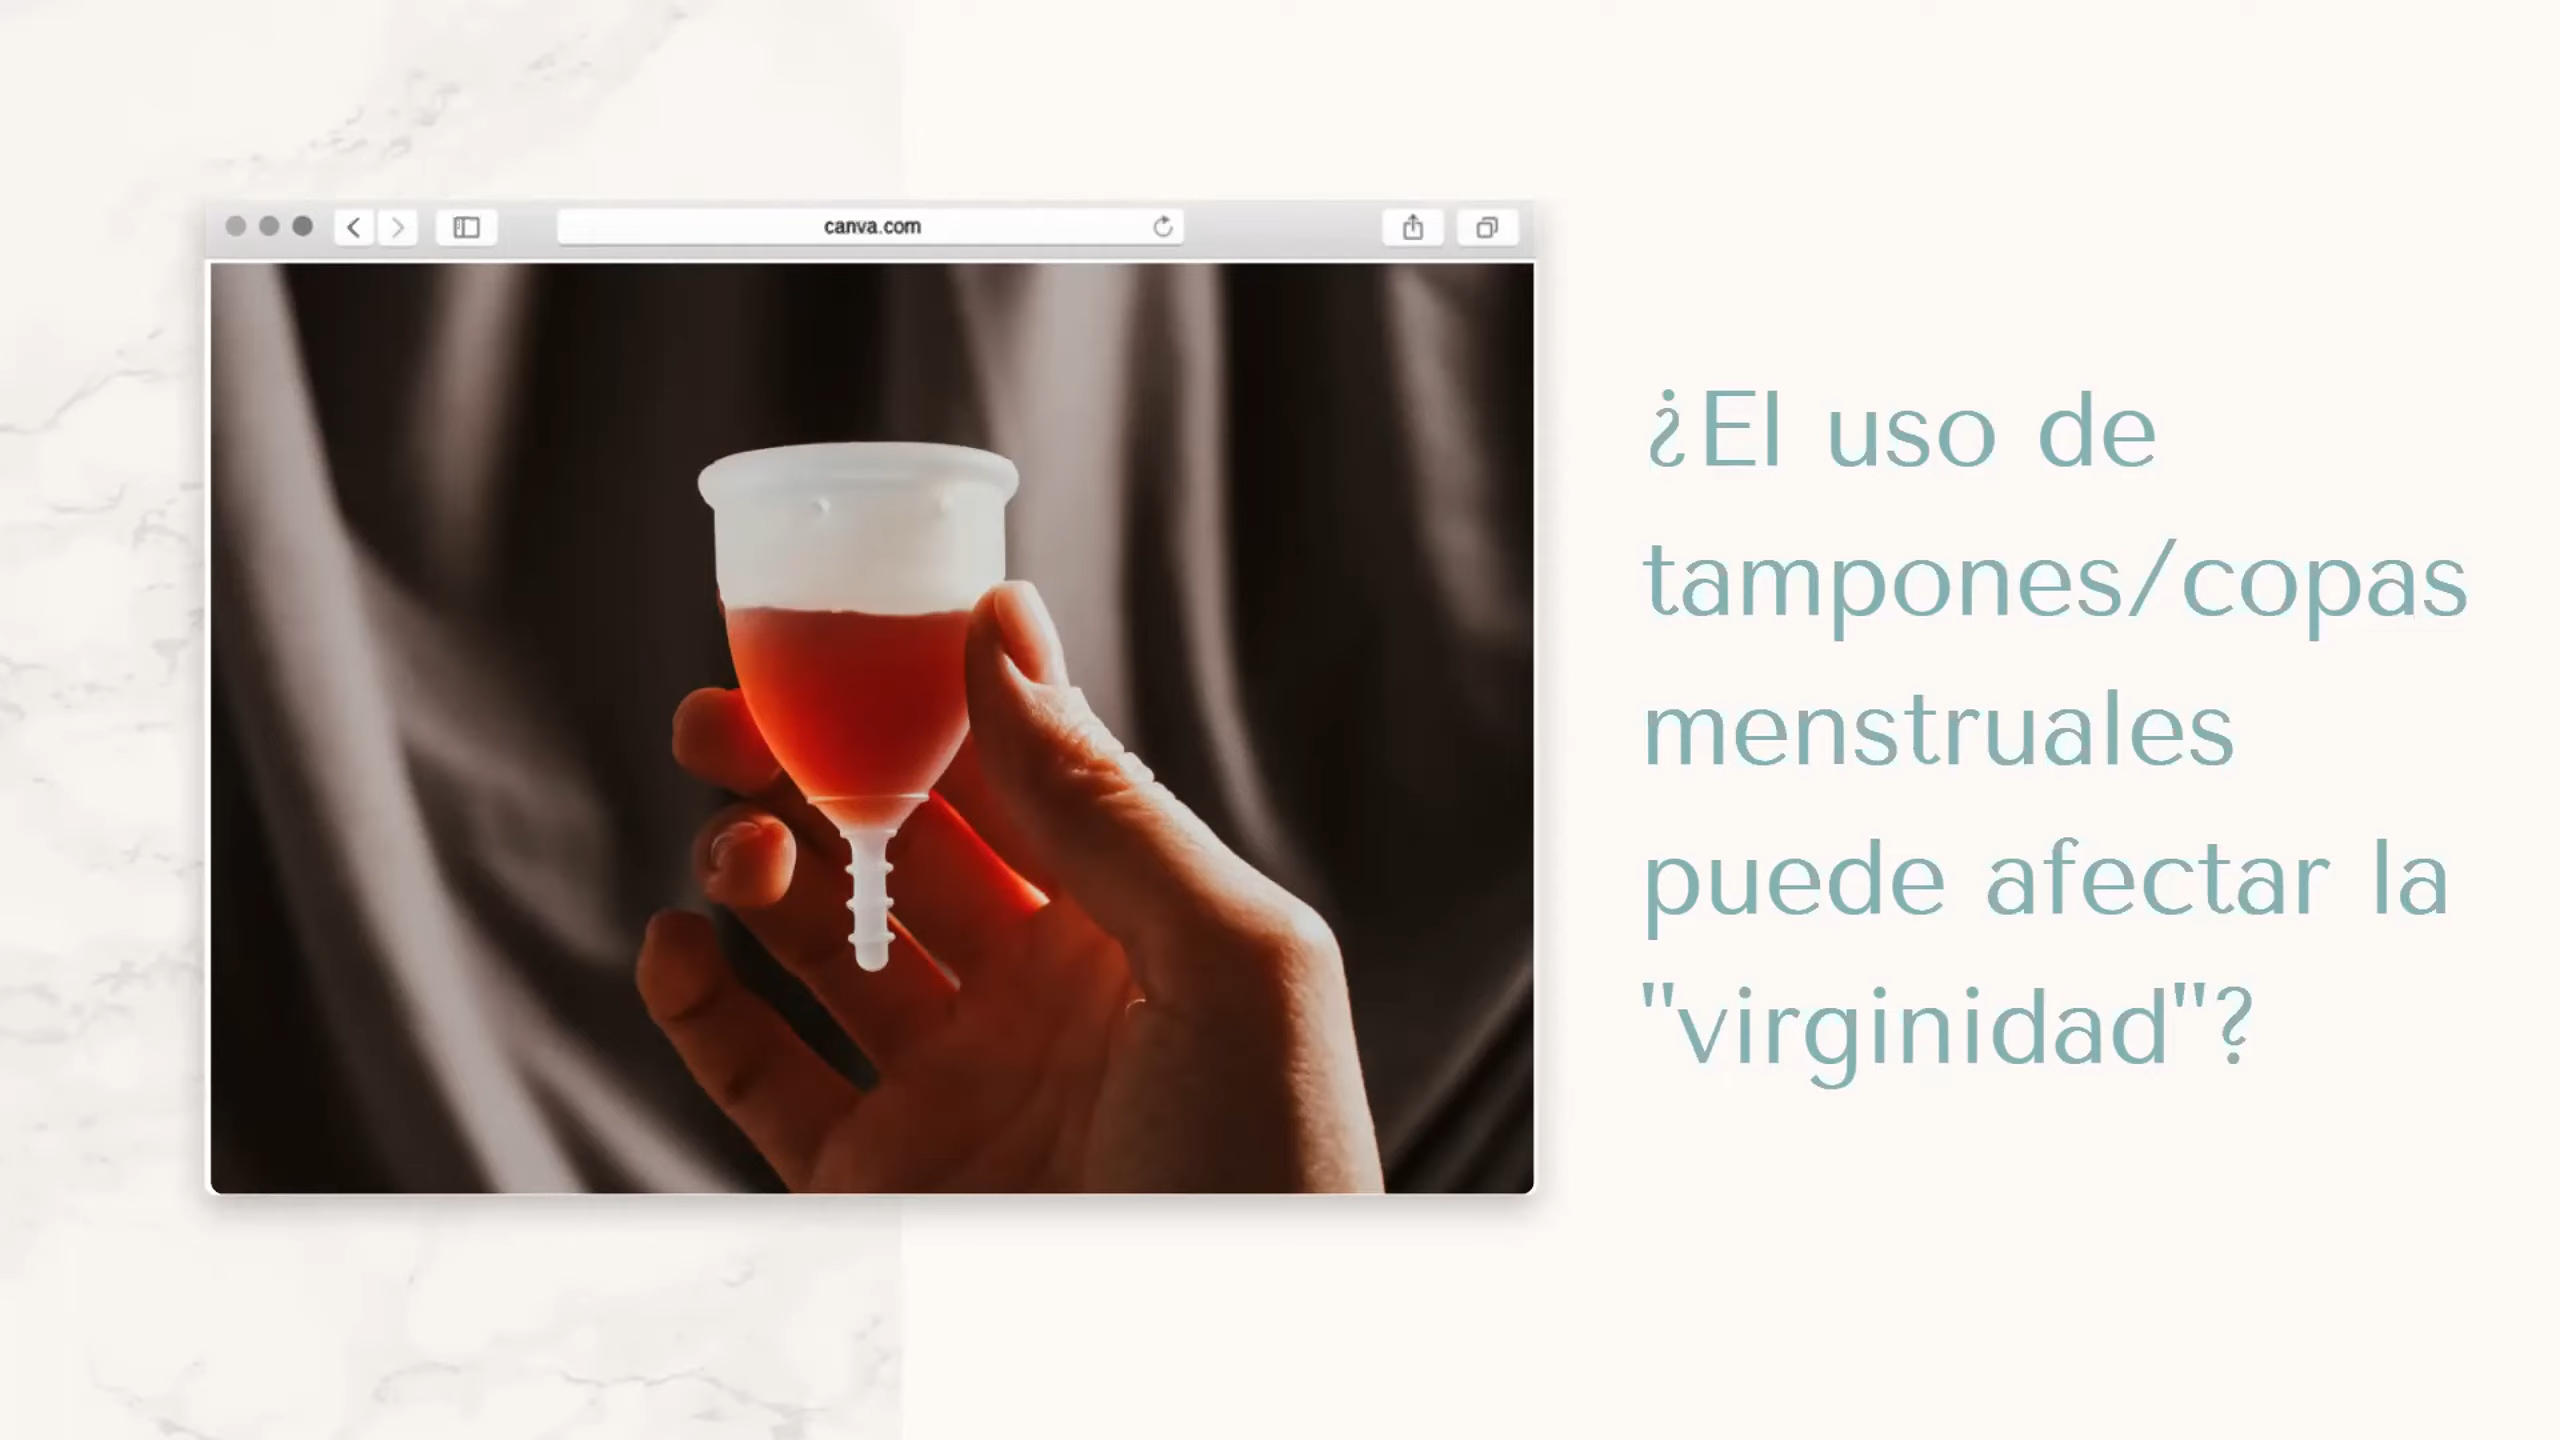 canva.com
¿El uso de
tampones/copas
menstruales
puede afectar la
"virginidad"?